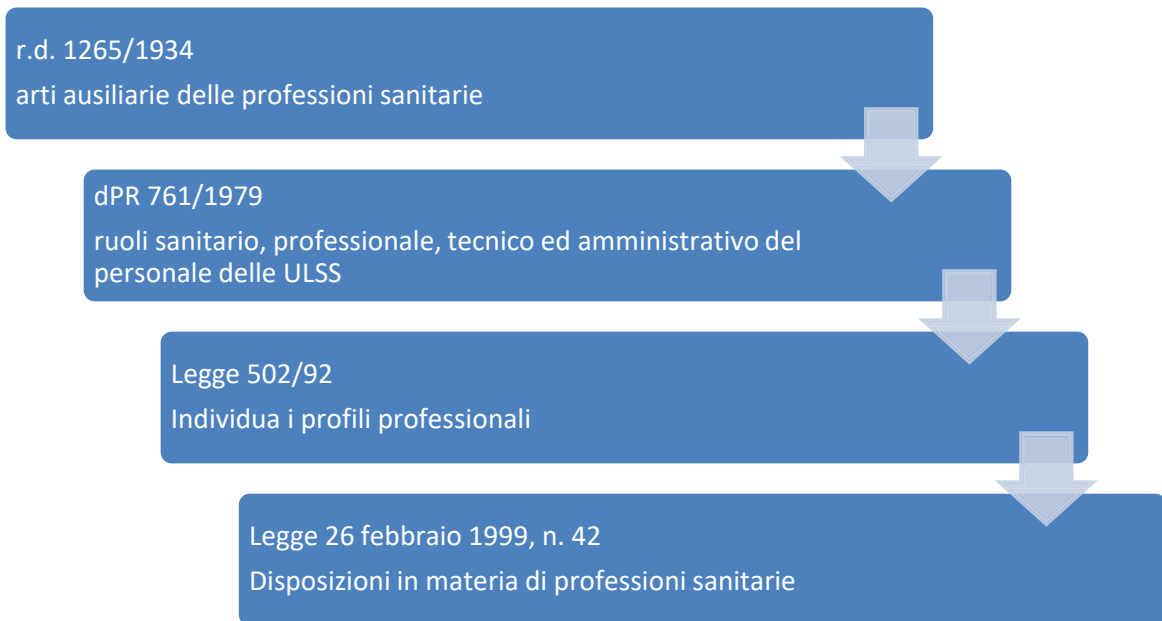 r.d. 1265/1934
arti ausiliarie delle professioni sanitarie
dPR 761/1979
ruoli sanitario, professionale, tecnico ed amministrativo del
personale delle ULSS
Legge 502/92
Individua i profili professionali
Legge 26 febbraio 1999, n. 42
Disposizioni in materia di professioni sanitarie